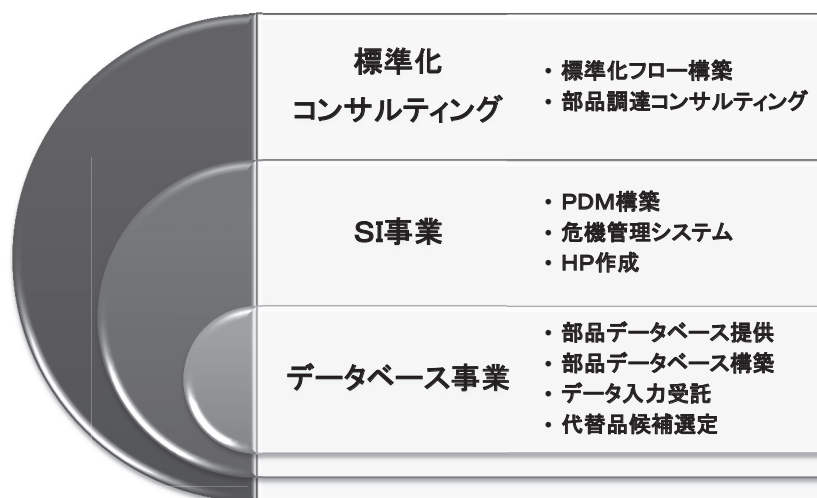 標準化
コンサルティング
・標準化フロー構築
・部品調達コンサルティング
SI事業
・PDM構築
・危機管理システム
・HP作成
データベース事業
・部品データベース提供
・部品データベース構築
・データ入力受託
・代替品候補選定